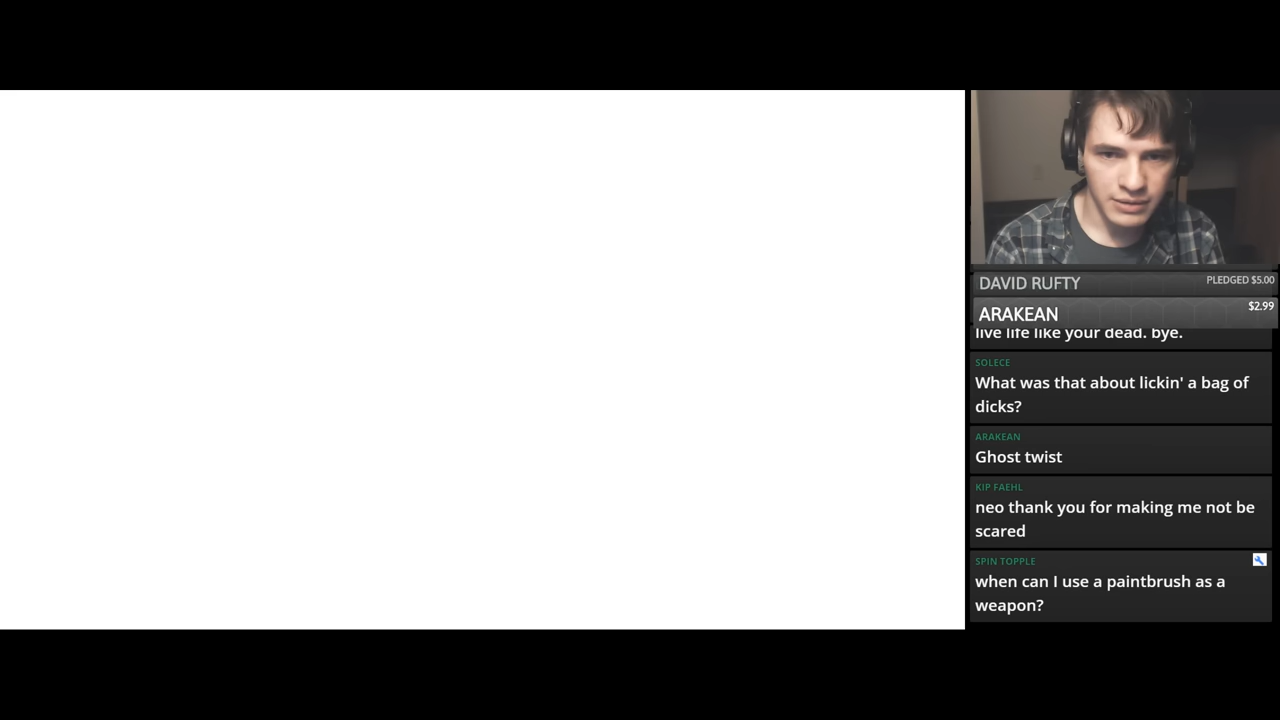 DAVID RUFTY
PLEDGED $5.00
ARAKEAN
$2.99
live life like your dead. bye.
SOLECE
What was that about lickin' a bag of
dicks?
ARAKEAN
Ghost twist
KIP FAEHL
neo thank you for making me not be
scared
SPIN TOPPLE
when can I use a paintbrush as a
weapon?